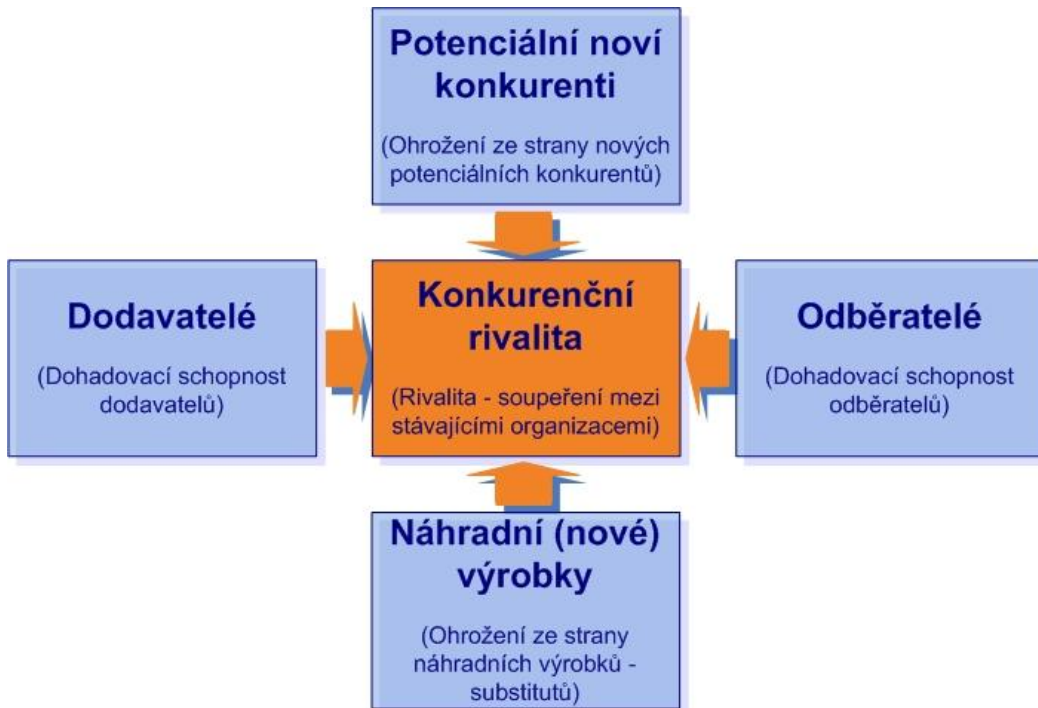 Potenciální noví
konkurenti
(Ohrožení ze strany nových
potenciálních konkurentů)
Dodavatelé
(Dohadovací schopnost
dodavatelů)
Konkurenční
rivalita
(Rivalita - soupeření mezi
stávajícími organizacemi)
Odběratelé
(Dohadovací schopnost
odběratelů)
Náhradní (nové)
výrobky
(Ohrožení ze strany
náhradních výrobků -
substitutů)